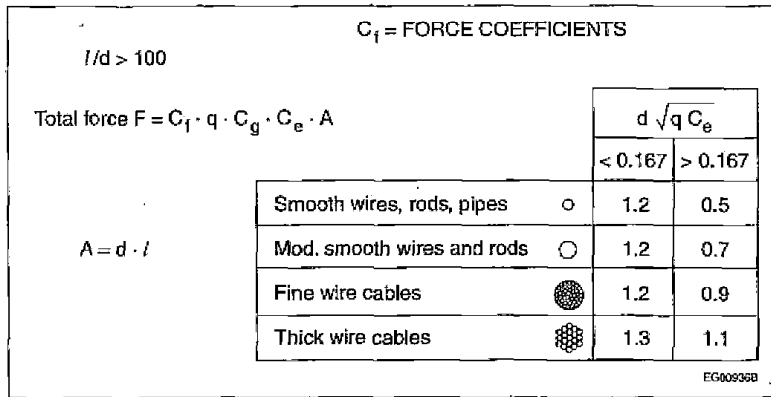 C_f = FORCE COEFFICIENTS
l/d > 100
Total force F = C_f · q · C_g · C_e · A
d √q C_e
< 0.167 > 0.167
Smooth wires, rods, pipes 1.2 0.5
A = d · l
Mod. smooth wires and rods 1.2 0.7
Fine wire cables 1.2 0.9
Thick wire cables 1.3 1.1
EG00936B